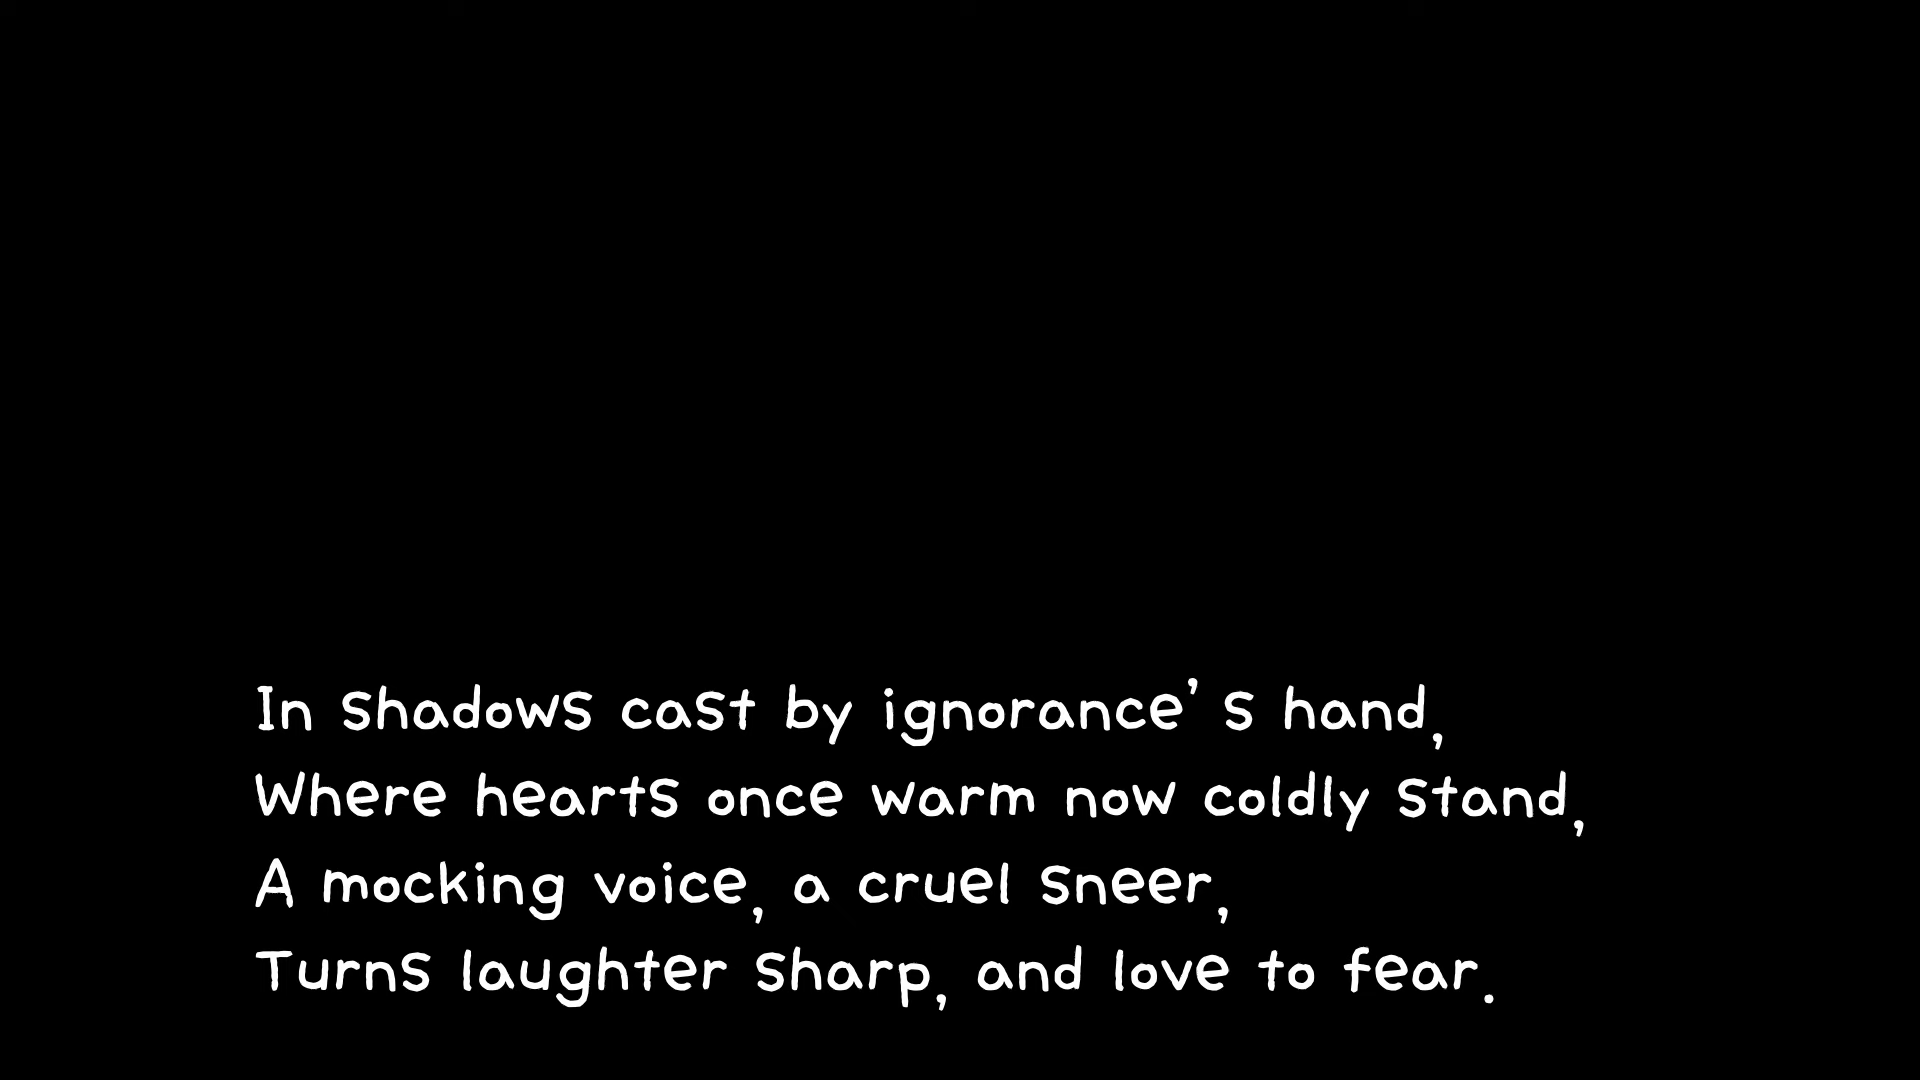 In shadows cast by ignorance’s hand,
Where hearts once warm now coldly stand,
A mocking voice, a cruel sneer,
Turns laughter sharp, and love to fear.